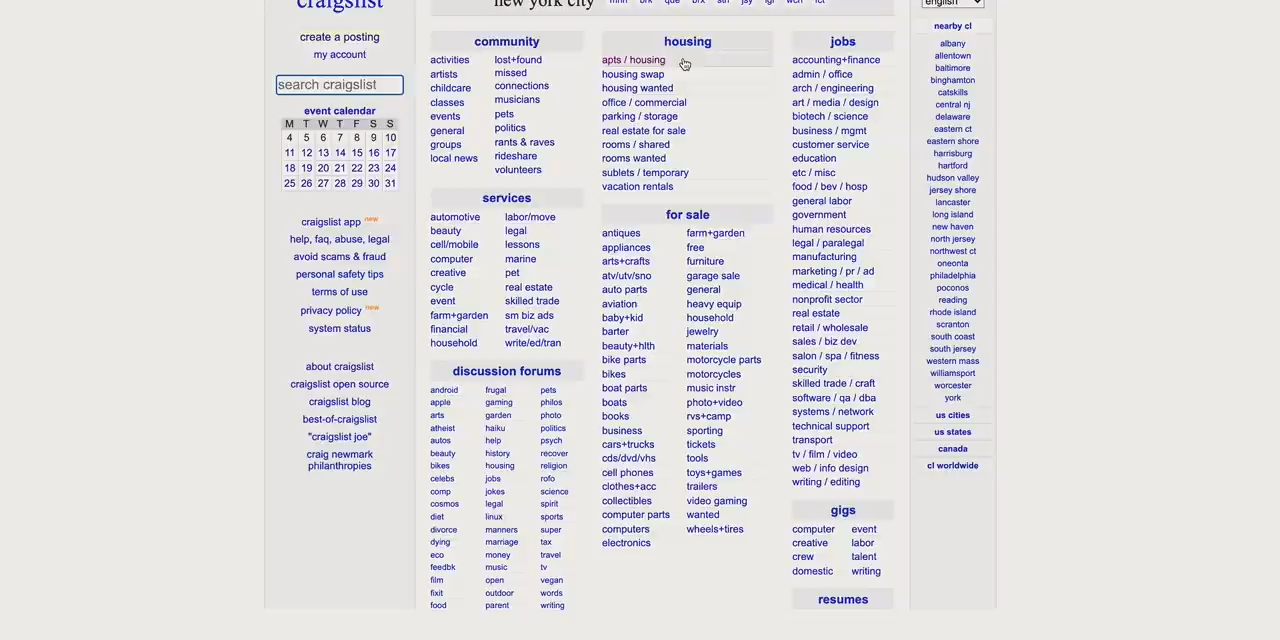 craigslist
create a posting
my account
search craigslist
event calendar
M T W T F S S
4 5 6 7 8 9 10
11 12 13 14 15 16 17
18 19 20 21 22 23 24
25 26 27 28 29 30 31
craigslist app new
help, faq, abuse, legal
avoid scams & fraud
personal safety tips
terms of use
privacy policy new
system status
about craigslist
craigslist open source
craigslist blog
best-of-craigslist
"craigslist joe"
craig newmark
philanthropies
new york city mnh brk que brx stn jsy lgi wch fct
community
activities
artists
childcare
classes
events
general
groups
local news
lost+found
missed
connections
musicians
pets
politics
rants & raves
rideshare
volunteers
services
automotive
beauty
cell/mobile
computer
creative
cycle
event
farm+garden
financial
household
labor/move
legal
lessons
marine
pet
real estate
skilled trade
sm biz ads
travel/vac
write/ed/tran
discussion forums
android
apple
arts
atheist
autos
beauty
bikes
celebs
comp
cosmos
diet
divorce
dying
eco
feedbk
film
fixit
food
frugal
gaming
garden
haiku
help
history
housing
jobs
jokes
legal
linux
manners
marriage
money
music
open
outdoor
parent
pets
philos
photo
politics
psych
recover
religion
rofo
science
spirit
sports
super
tax
travel
tv
vegan
words
writing
housing
apts / housing
housing swap
housing wanted
office / commercial
parking / storage
real estate for sale
rooms / shared
rooms wanted
sublets / temporary
vacation rentals
for sale
antiques
appliances
arts+crafts
atv/utv/sno
auto parts
aviation
baby+kid
barter
beauty+hlth
bike parts
bikes
boat parts
boats
books
business
cars+trucks
cds/dvd/vhs
cell phones
clothes+acc
collectibles
computer parts
computers
electronics
farm+garden
free
furniture
garage sale
general
heavy equip
household
jewelry
materials
motorcycle parts
motorcycles
music instr
photo+video
rvs+camp
sporting
tickets
tools
toys+games
trailers
video gaming
wanted
wheels+tires
jobs
accounting+finance
admin / office
arch / engineering
art / media / design
biotech / science
business / mgmt
customer service
education
etc / misc
food / bev / hosp
general labor
government
human resources
legal / paralegal
manufacturing
marketing / pr / ad
medical / health
nonprofit sector
real estate
retail / wholesale
sales / biz dev
salon / spa / fitness
security
skilled trade / craft
software / qa / dba
systems / network
technical support
transport
tv / film / video
web / info design
writing / editing
gigs
computer
creative
crew
domestic
event
labor
talent
writing
resumes
english
nearby cl
albany
allentown
baltimore
binghamton
catskills
central nj
delaware
eastern ct
eastern shore
harrisburg
hartford
hudson valley
jersey shore
lancaster
long island
new haven
north jersey
northwest ct
oneonta
philadelphia
poconos
reading
rhode island
scranton
south coast
south jersey
western mass
williamsport
worcester
york
us cities
us states
canada
cl worldwide